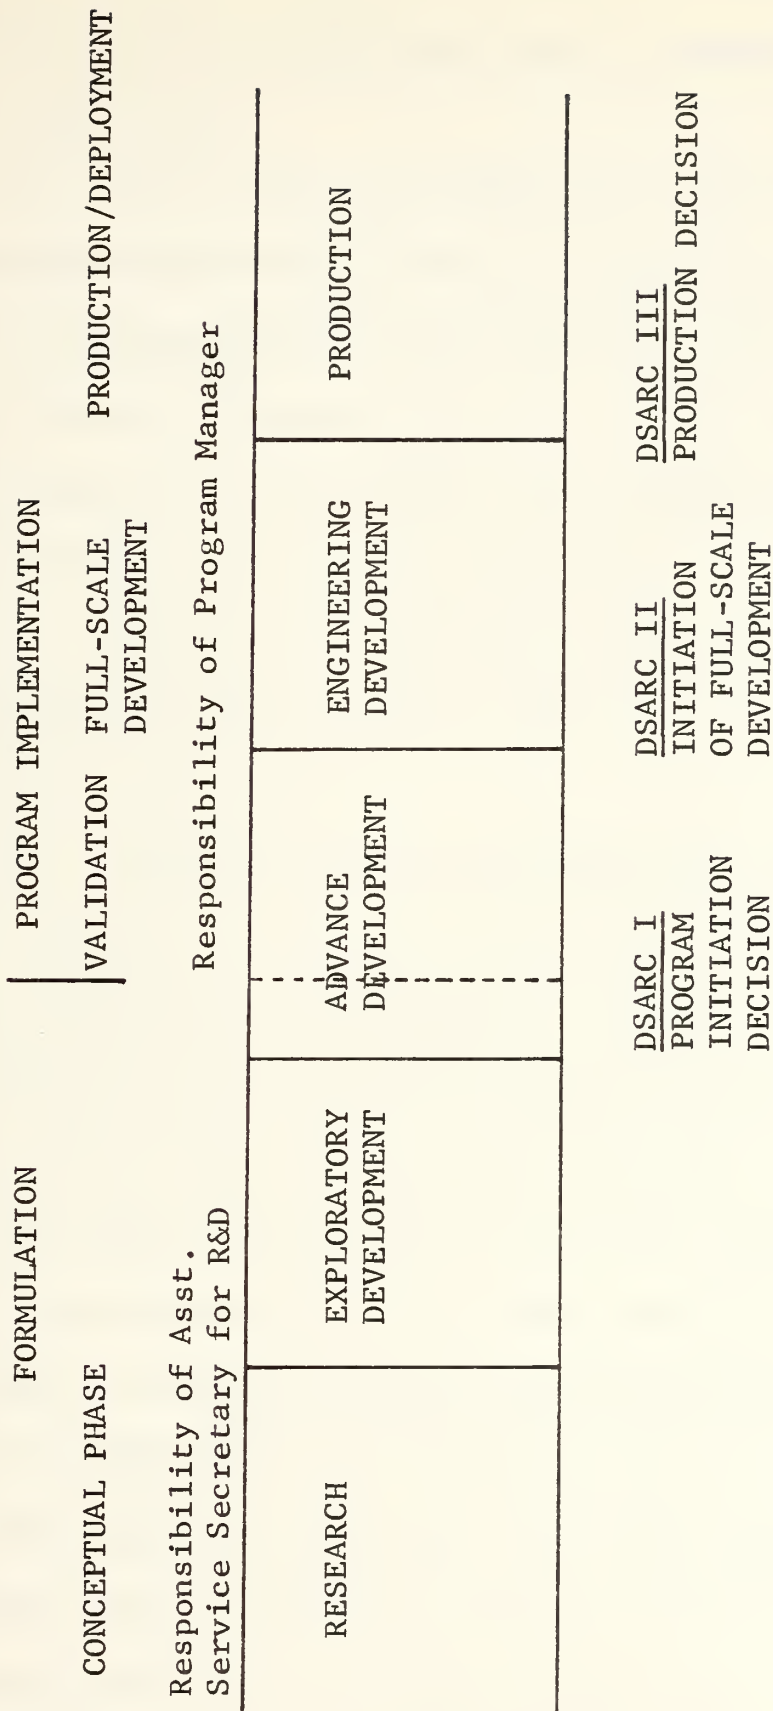 FORMULATION
PROGRAM IMPLEMENTATION
CONCEPTUAL PHASE
VALIDATION
FULL-SCALE
DEVELOPMENT
PRODUCTION/DEPLOYMENT
Responsibility of Asst.
Service Secretary for R&D
Responsibility of Program Manager
RESEARCH
EXPLORATORY
DEVELOPMENT
ADVANCE
DEVELOPMENT
ENGINEERING
DEVELOPMENT
PRODUCTION
DSARC I
PROGRAM
INITIATION
DECISION
DSARC II
INITIATION
OF FULL-SCALE
DEVELOPMENT
DSARC III
PRODUCTION DECISION